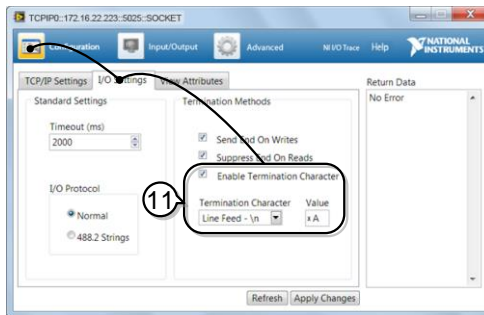 TCPIP0::172.16.22.223::5025::SOCKET
Configuration Input/Output Advanced NI I/O Trace Help NATIONAL INSTRUMENTS
TCP/IP Settings I/O Settings View Attributes Return Data
Standard Settings Termination Methods No Error
Timeout (ms)
2000 Send End On Writes
Suppress End On Reads
Enable Termination Character
I/O Protocol
11 Termination Character Value
Normal Line Feed - \n x A
488.2 Strings
Refresh Apply Changes